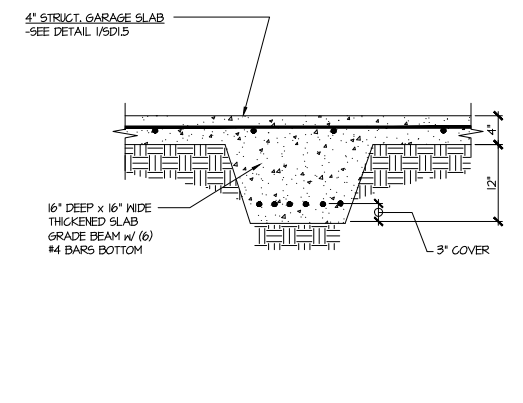 4" STRUCT. GARAGE SLAB
-SEE DETAIL 1/SD1.5
4"
12"
16" DEEP x 16" WIDE
THICKENED SLAB
GRADE BEAM w/ (6)
#4 BARS BOTTOM
3" COVER